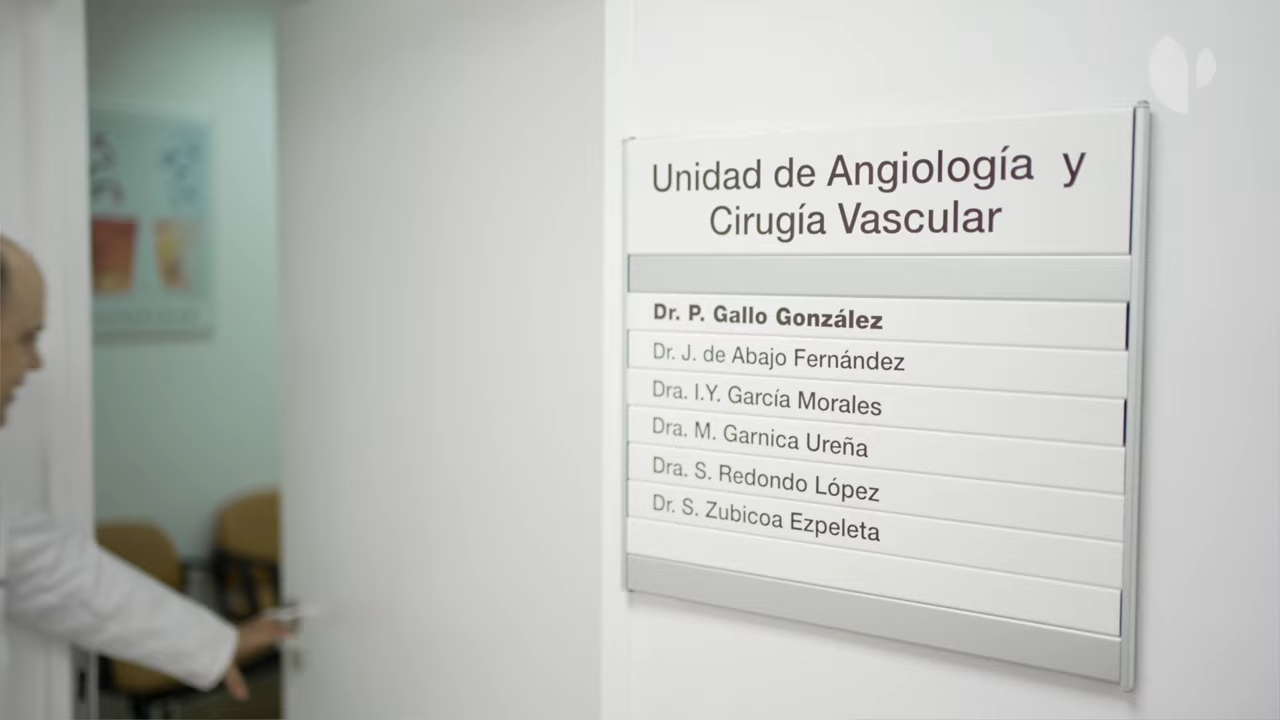 Unidad de Angiología y
Cirugía Vascular
Dr. P. Gallo González
Dr. J. de Abajo Fernández
Dra. I.Y. García Morales
Dra. M. Garnica Ureña
Dra. S. Redondo López
Dr. S. Zubicoa Ezpeleta